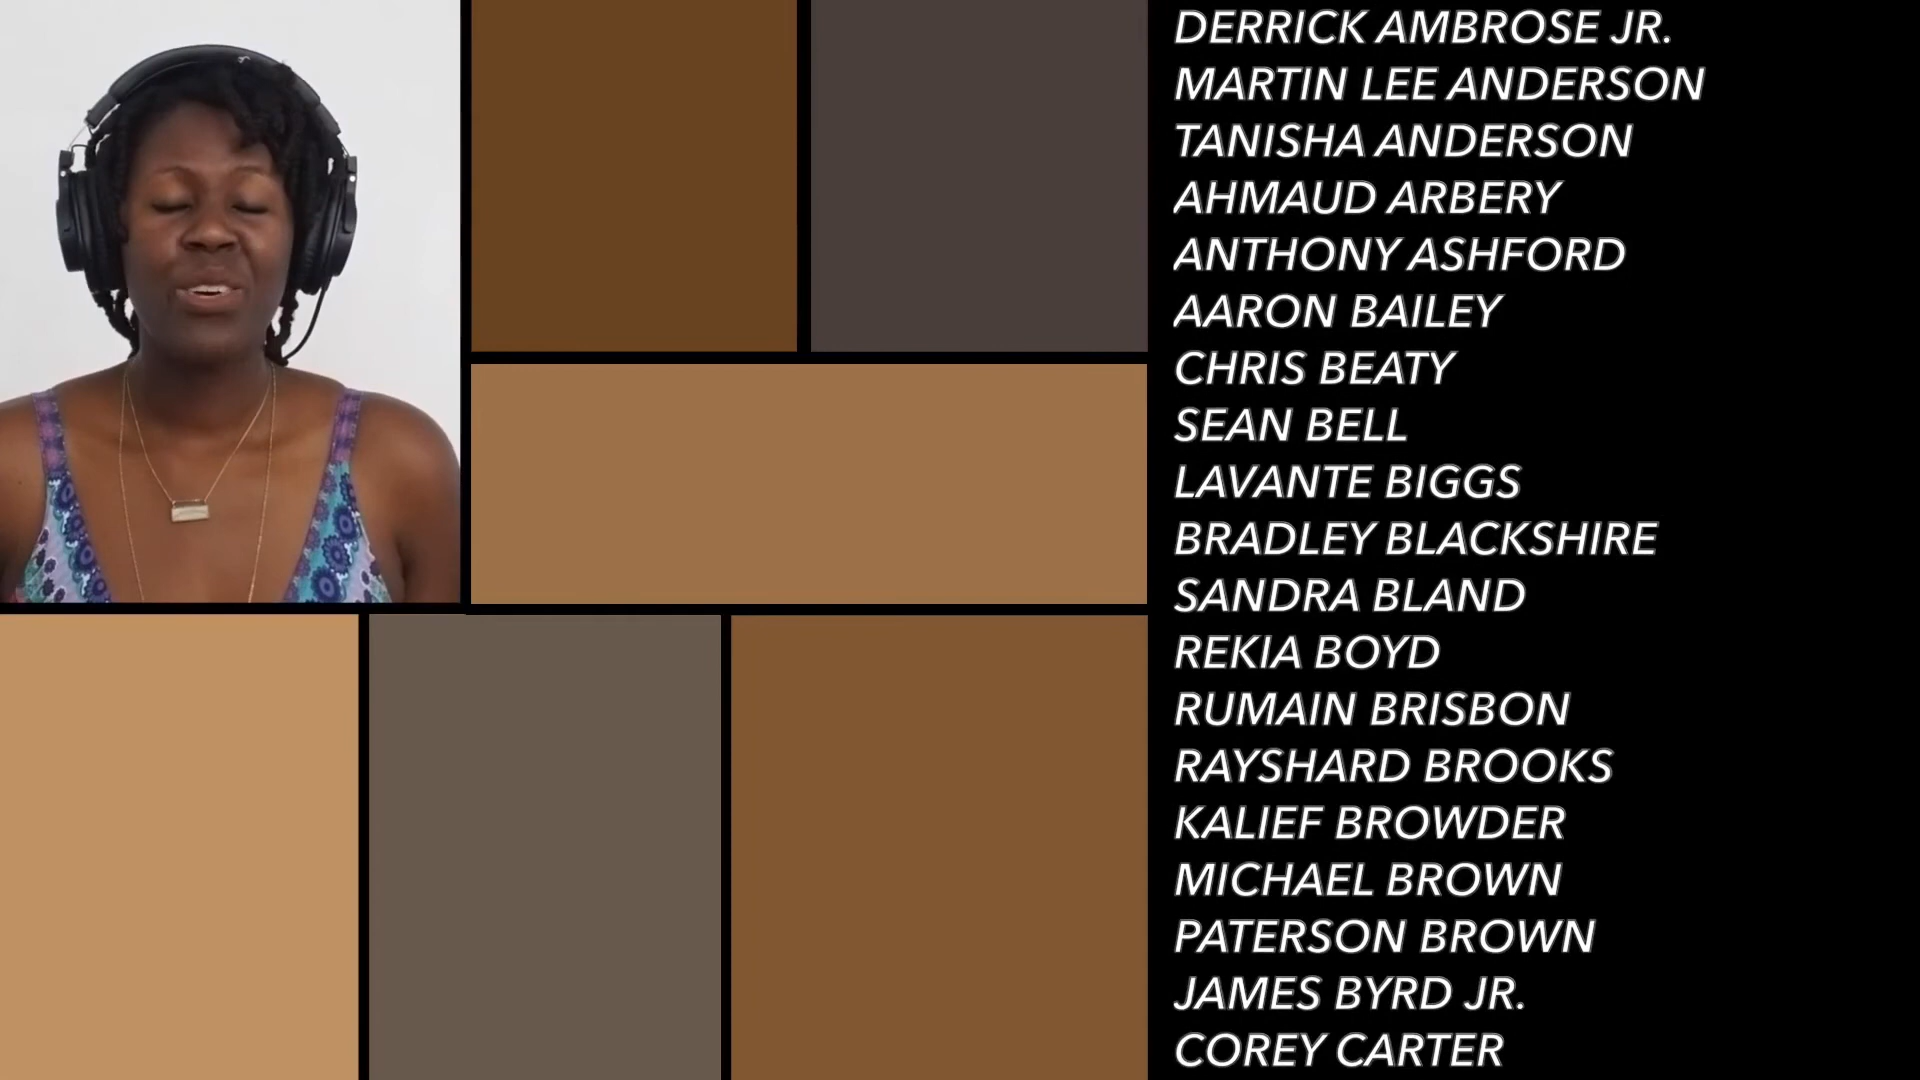 DERRICK AMBROSE JR.
MARTIN LEE ANDERSON
TANISHA ANDERSON
AHMAUD ARBERY
ANTHONY ASHFORD
AARON BAILEY
CHRIS BEATY
SEAN BELL
LAVANTE BIGGS
BRADLEY BLACKSHIRE
SANDRA BLAND
REKIA BOYD
RUMAIN BRISBON
RAYSHARD BROOKS
KALIEF BROWDER
MICHAEL BROWN
PATERSON BROWN
JAMES BYRD JR.
COREY CARTER